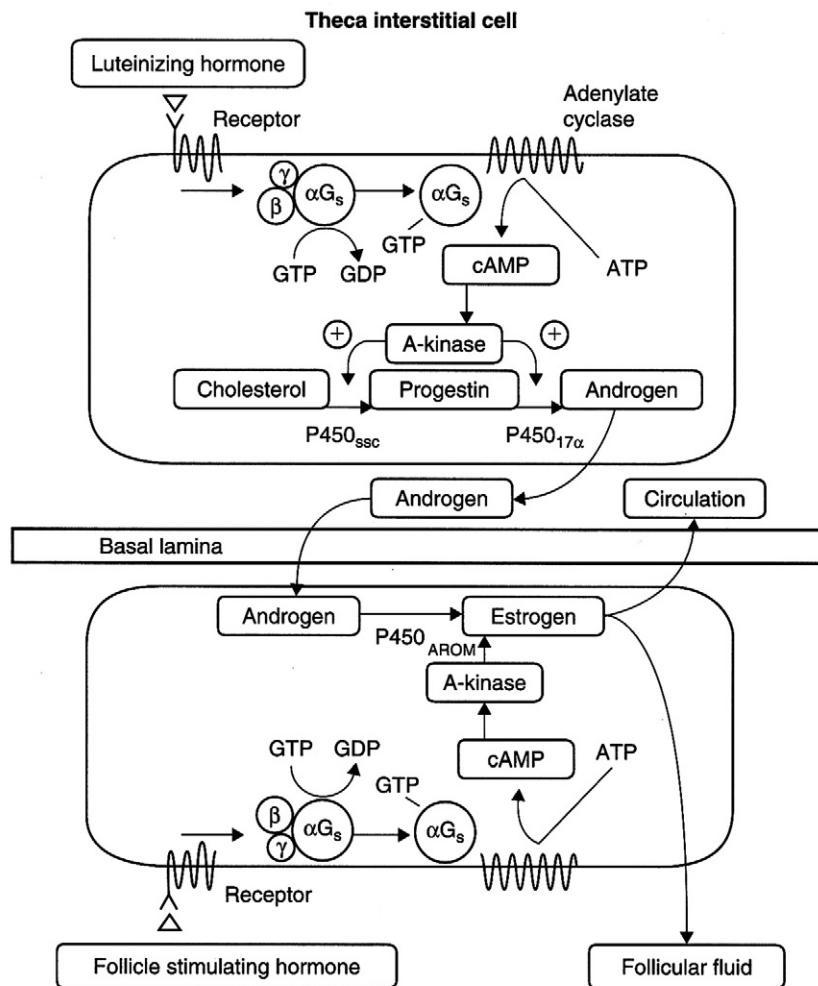 Theca interstitial cell
Luteinizing hormone
Receptor
Adenylate
cyclase
γ
β
αGs
αGs
GTP
GDP
GTP
cAMP
ATP
+
A-kinase
+
Cholesterol
Progestin
Androgen
P450ssc
P45017α
Androgen
Circulation
Basal lamina
Androgen
Estrogen
P450AROM
A-kinase
GTP
GDP
cAMP
ATP
GTP
β
γ
αGs
αGs
Receptor
Follicle stimulating hormone
Follicular fluid